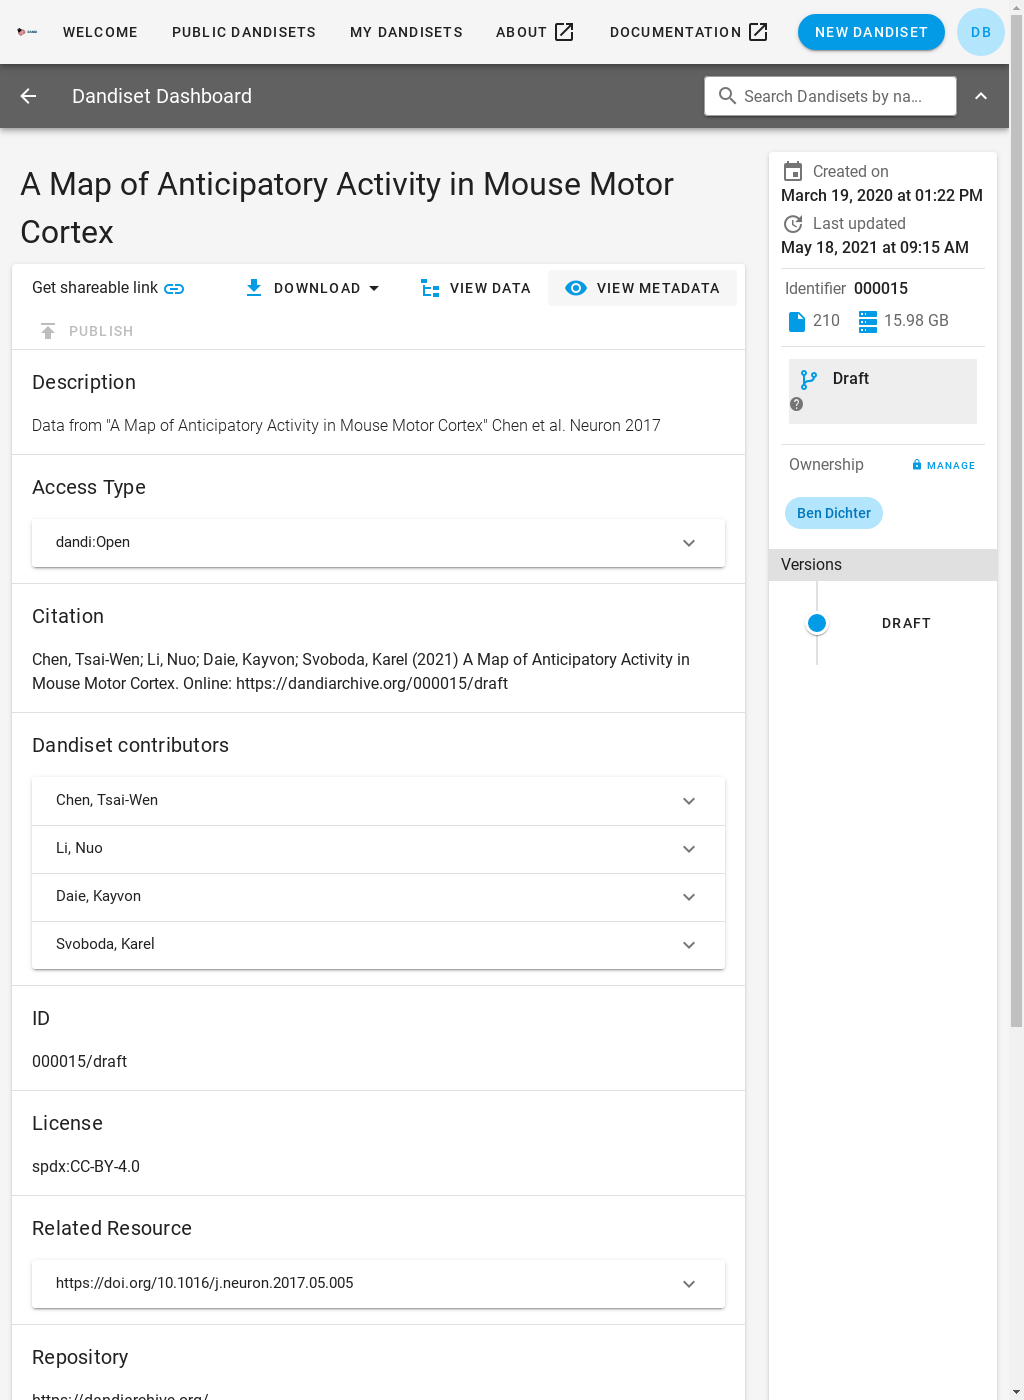 WELCOME
PUBLIC DANDISETS
MY DANDISETS
ABOUT
DOCUMENTATION
NEW DANDISET
DB
Dandiset Dashboard
Search Dandisets by na...
A Map of Anticipatory Activity in Mouse Motor
Cortex
Get shareable link
DOWNLOAD
VIEW DATA
VIEW METADATA
PUBLISH
Description
Data from "A Map of Anticipatory Activity in Mouse Motor Cortex" Chen et al. Neuron 2017
Access Type
dandi:Open
Citation
Chen, Tsai-Wen; Li, Nuo; Daie, Kayvon; Svoboda, Karel (2021) A Map of Anticipatory Activity in
Mouse Motor Cortex. Online: https://dandiarchive.org/000015/draft
Dandiset contributors
Chen, Tsai-Wen
Li, Nuo
Daie, Kayvon
Svoboda, Karel
ID
000015/draft
License
spdx:CC-BY-4.0
Related Resource
https://doi.org/10.1016/j.neuron.2017.05.005
Repository
https://dandiarchive.org/
Created on
March 19, 2020 at 01:22 PM
Last updated
May 18, 2021 at 09:15 AM
Identifier 000015
210
15.98 GB
Draft
Ownership
MANAGE
Ben Dichter
Versions
DRAFT